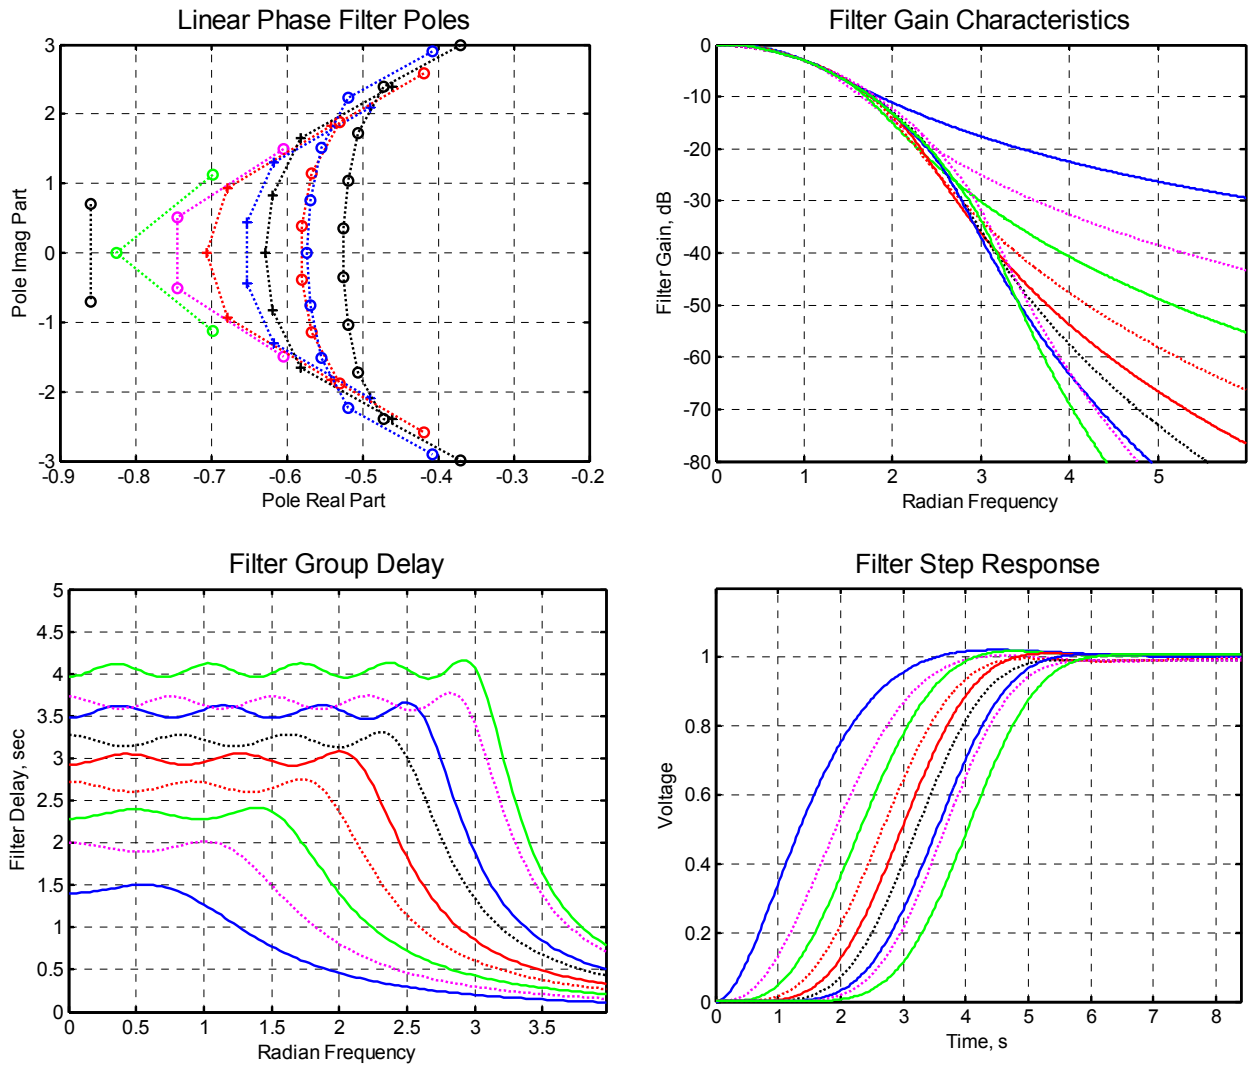 Linear Phase Filter Poles
3
2
1
0
-1
-2
-3
-0.9 -0.8 -0.7 -0.6 -0.5 -0.4 -0.3 -0.2
Pole Imag Part
Pole Real Part
Filter Gain Characteristics
0
-10
-20
-30
-40
-50
-60
-70
-80
0 1 2 3 4 5
Filter Gain, dB
Radian Frequency
Filter Group Delay
5
4.5
4
3.5
3
2.5
2
1.5
1
0.5
0
0 0.5 1 1.5 2 2.5 3 3.5
Filter Delay, sec
Radian Frequency
Filter Step Response
1
0.8
0.6
0.4
0.2
0
0 1 2 3 4 5 6 7 8
Voltage
Time, s